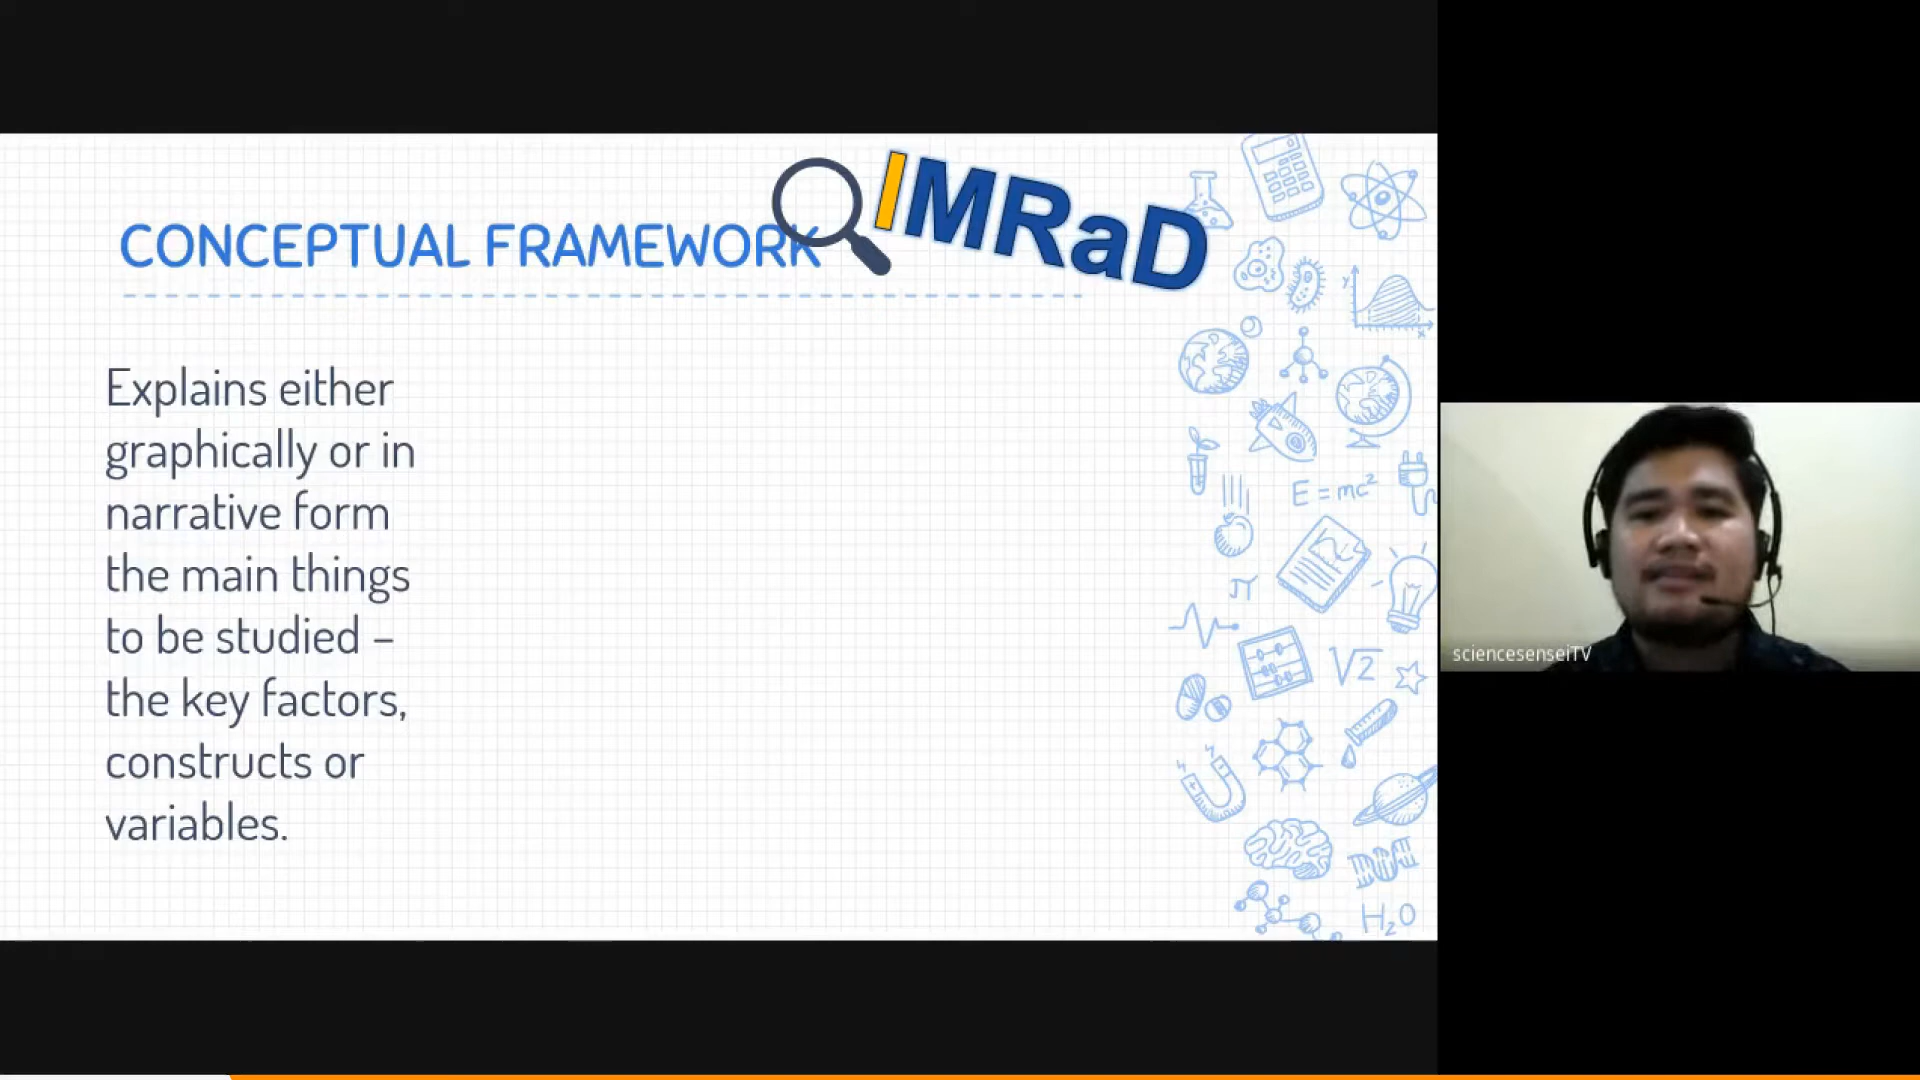 IMRaD
CONCEPTUAL FRAMEWORK
Explains either
graphically or in
narrative form
the main things
to be studied –
the key factors,
constructs or
variables.
y
x
E = mc²
π
√2
H₂O
sciencesenseiTV